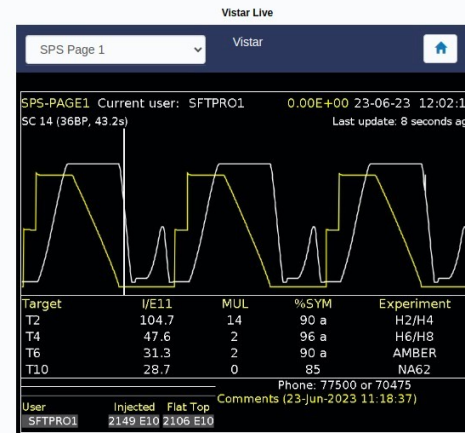 Vistar Live
SPS Page 1
Vistar
SPS-PAGE1 Current user: SFTPRO1 0.00E+00 23-06-23 12:02:1
SC 14 (36BP, 43.2s) Last update: 8 seconds ag
Target I/E11 MUL %SYM Experiment
T2 104.7 14 90 a H2/H4
T4 47.6 2 96 a H6/H8
T6 31.3 2 90 a AMBER
T10 28.7 0 85 NA62
Phone: 77500 or 70475
Comments (23-Jun-2023 11:18:37)
User Injected Flat Top
SFTPRO1 2149 E10 2106 E10